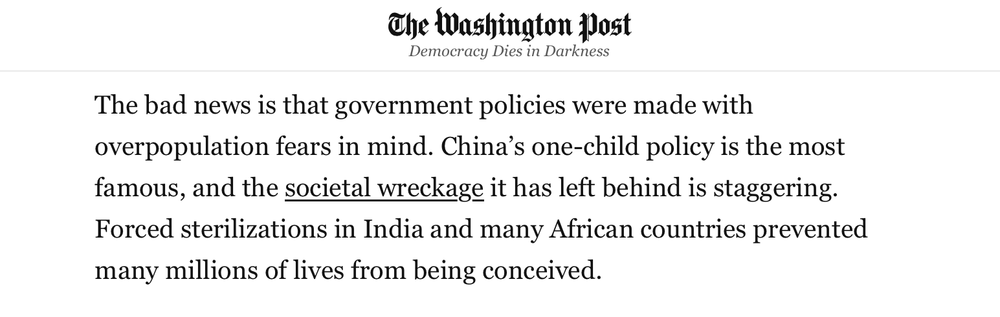 The Washington Post
Democracy Dies in Darkness
The bad news is that government policies were made with
overpopulation fears in mind. China’s one-child policy is the most
famous, and the societal wreckage it has left behind is staggering.
Forced sterilizations in India and many African countries prevented
many millions of lives from being conceived.